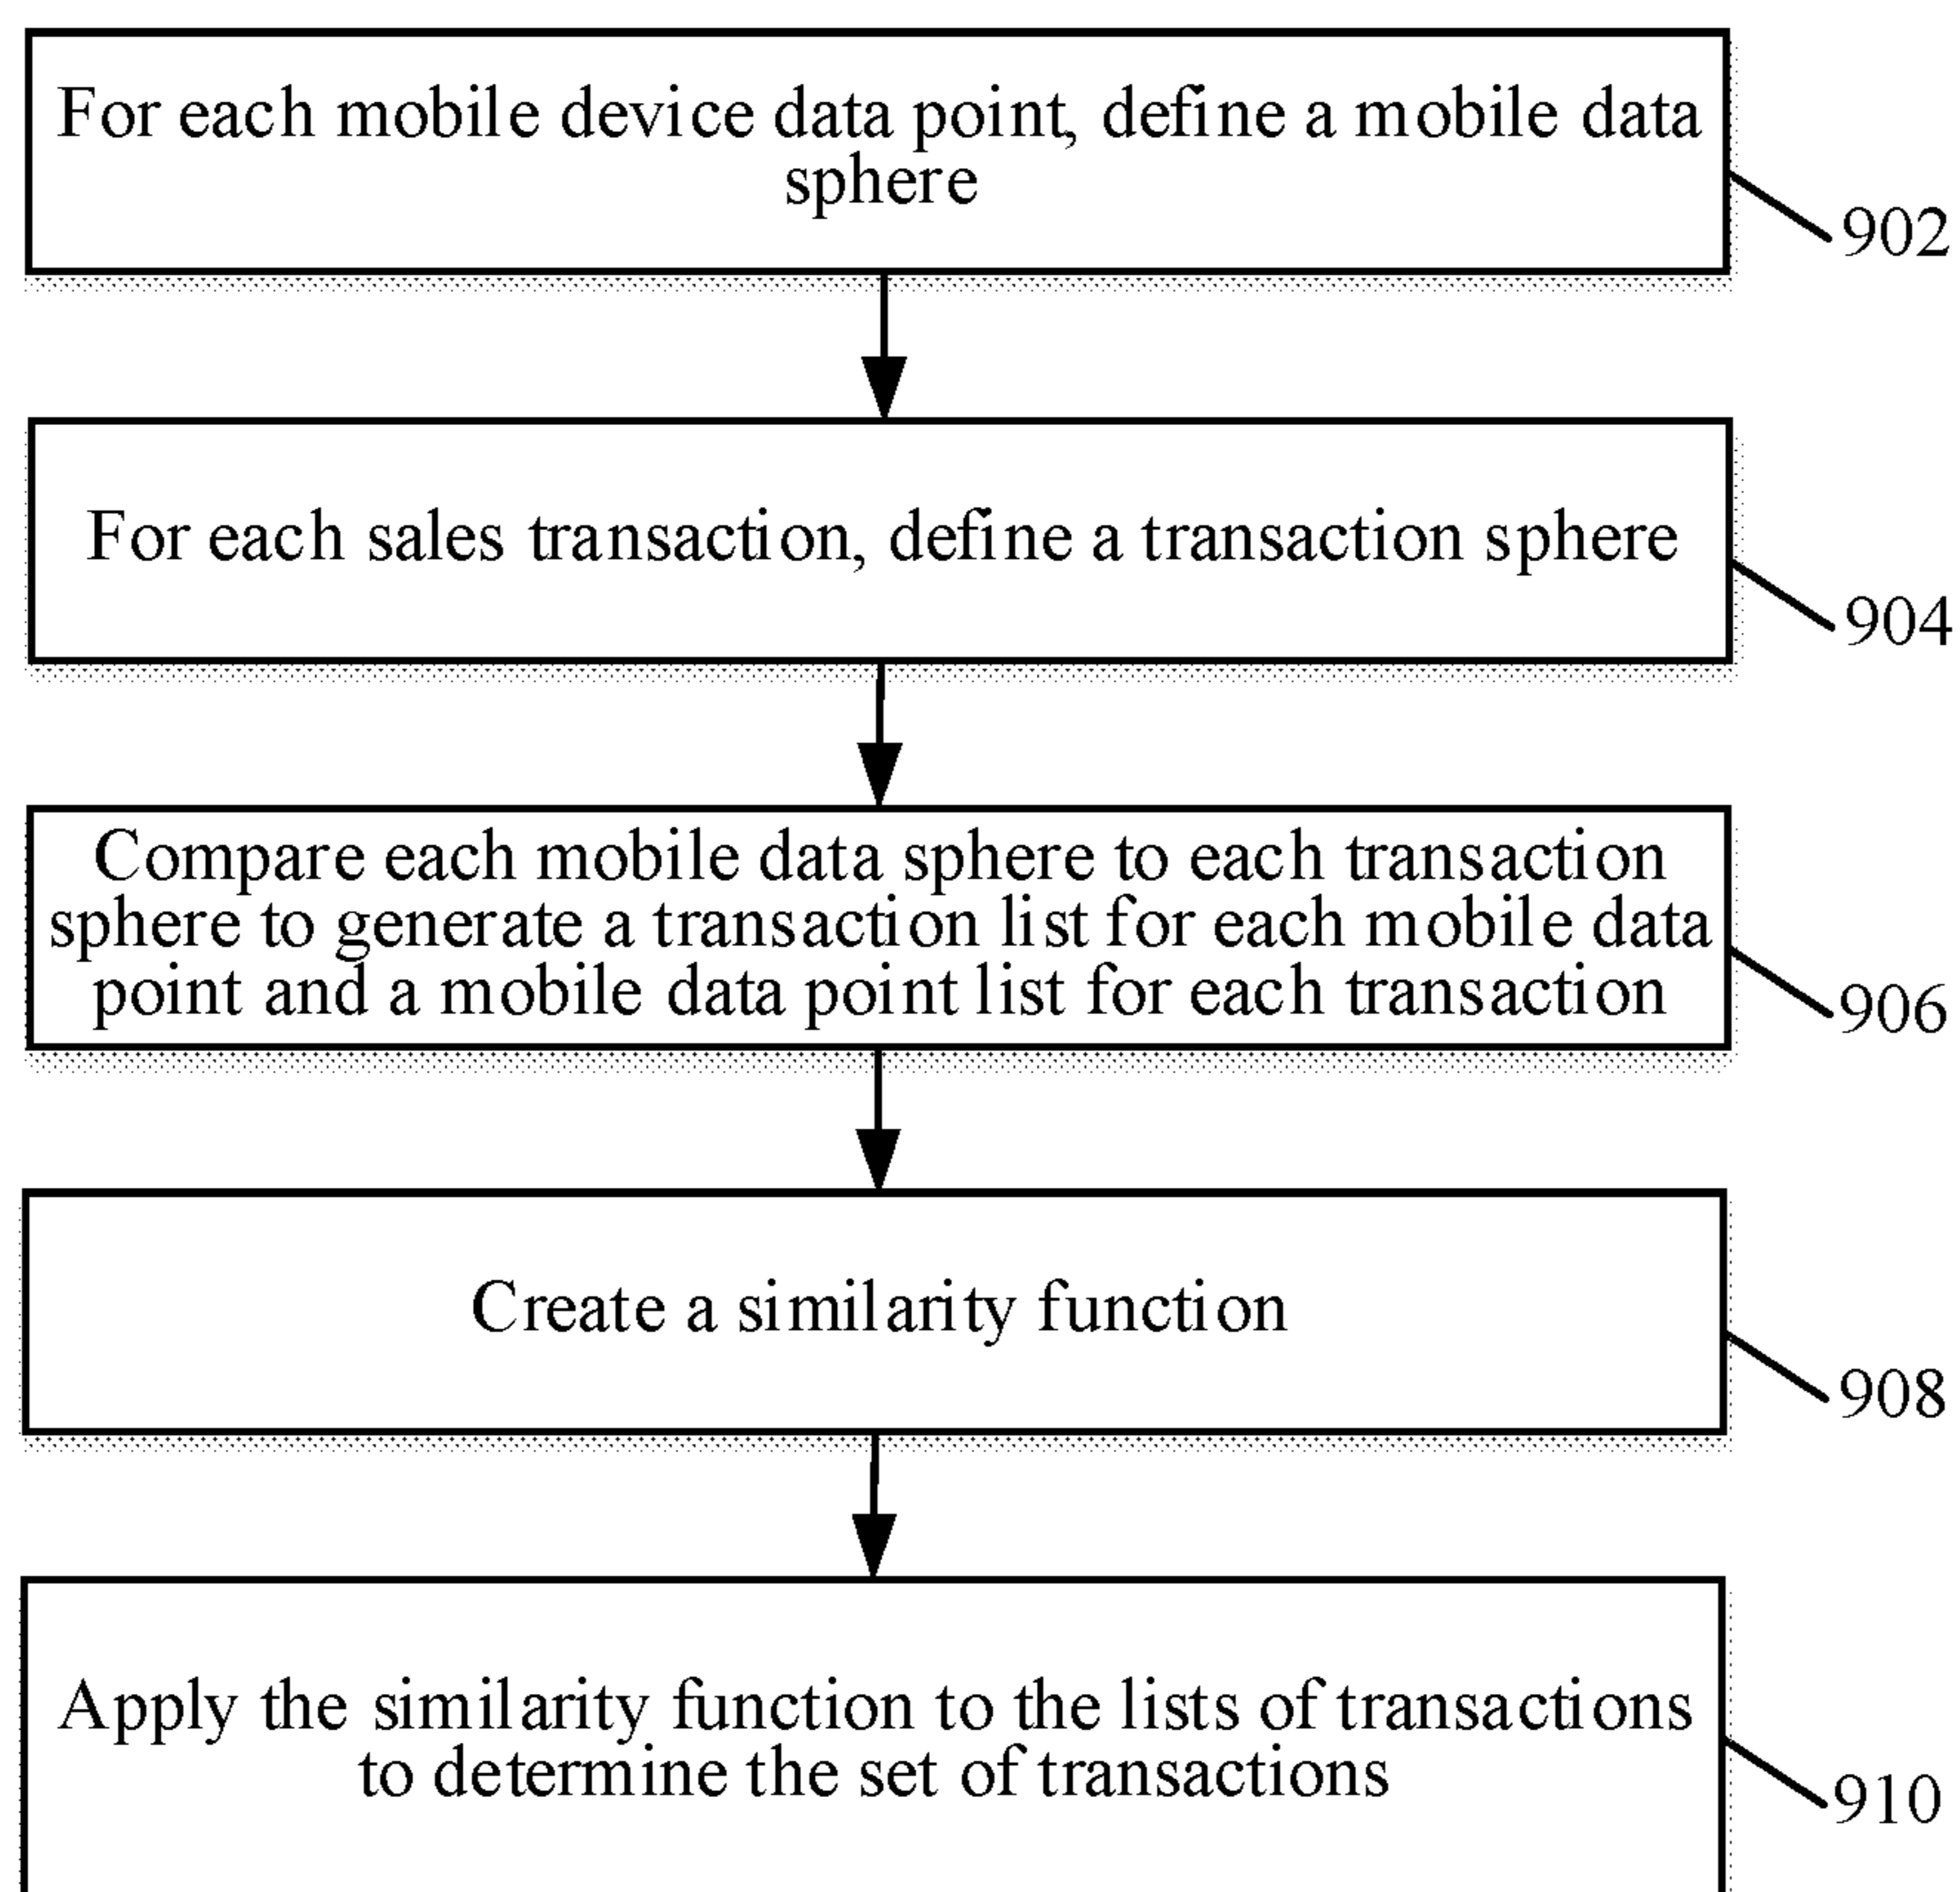 For each mobile device data point, define a mobile data
sphere
902
For each sales transaction, define a transaction sphere
904
Compare each mobile data sphere to each transaction
sphere to generate a transaction list for each mobile data
point and a mobile data point list for each transaction
906
Create a similarity function
908
Apply the similarity function to the lists of transactions
to determine the set of transactions
910